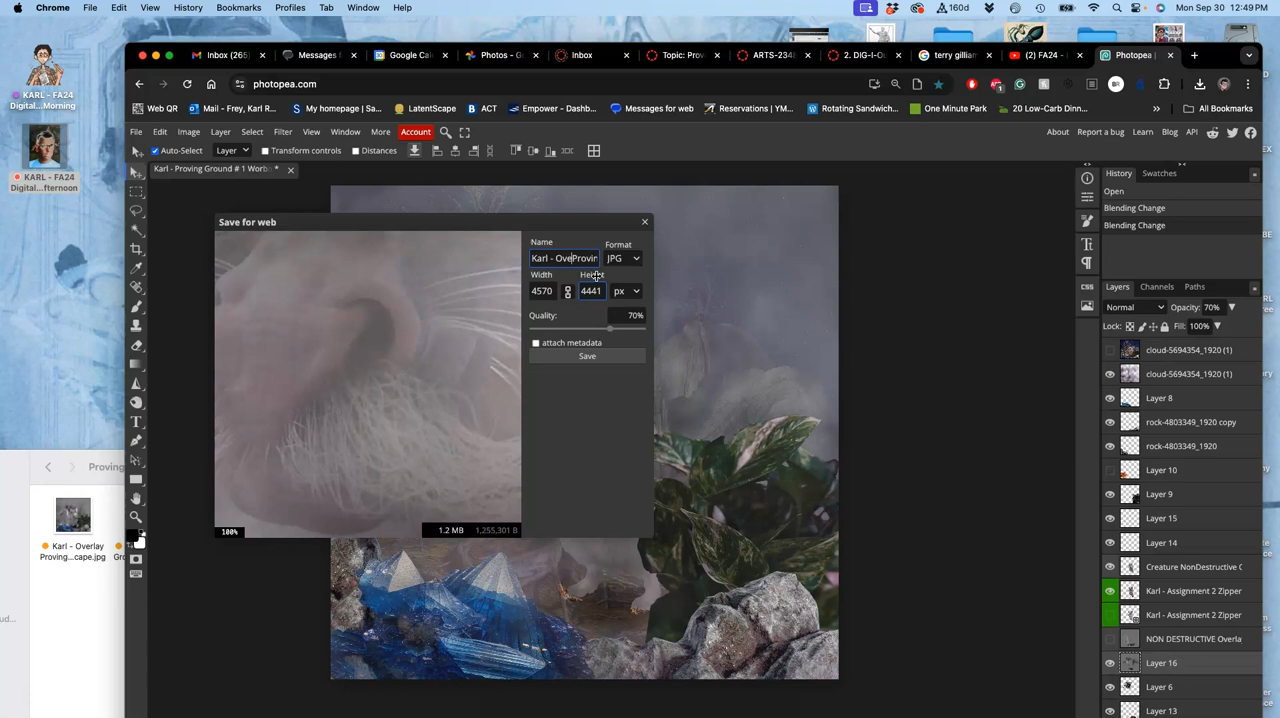 Chrome File Edit View History Bookmarks Profiles Tab Window Help 160d Mon Sep 30 12:49 PM
Inbox (265) Messages Google Cal Photos - G Inbox Topic: Prov ARTS-234 2. DIG-I-O terry gilliam (5) FA24 - Photopea |
photopea.com
Web QR Mail - Frey, Karl R... My homepage | Sa... LatentScape ACT Empower - Dashb... Messages for web Reservations | YM... Rotating Sandwich... One Minute Park 20 Low-Carb Dinn... All Bookmarks
File Edit Image Layer Select Filter View Window More Account About Report a bug Learn Blog API
Auto-Select Layer Transform controls Distances
Karl - Proving Ground # 1 Worb *
History Swatches
Open
Blending Change
Blending Change
CSS
Layers Channels Paths
Normal Opacity: 70%
Lock: Fill: 100%
cloud-5694354_1920 (1)
cloud-5694354_1920 (1)
Layer 8
rock-4803349_1920 copy
rock-4803349_1920
Layer 10
Layer 9
Layer 15
Layer 14
Creature NonDestructive C
Karl - Assignment 2 Zipper
Karl - Assignment 2 Zipper
NON DESTRUCTIVE Overla
Layer 16
Layer 6
Layer 13
Save for web
Name Format
Karl - OveProvin JPG
Width Height
4570 4441 px
Quality: 70%
attach metadata
Save
100% 1.2 MB 1,255,301 B
KARL - FA24
Digital...Morning
KARL - FA24
Digital...fternoon
Proving
Karl - Overlay
Proving...cape.jpg